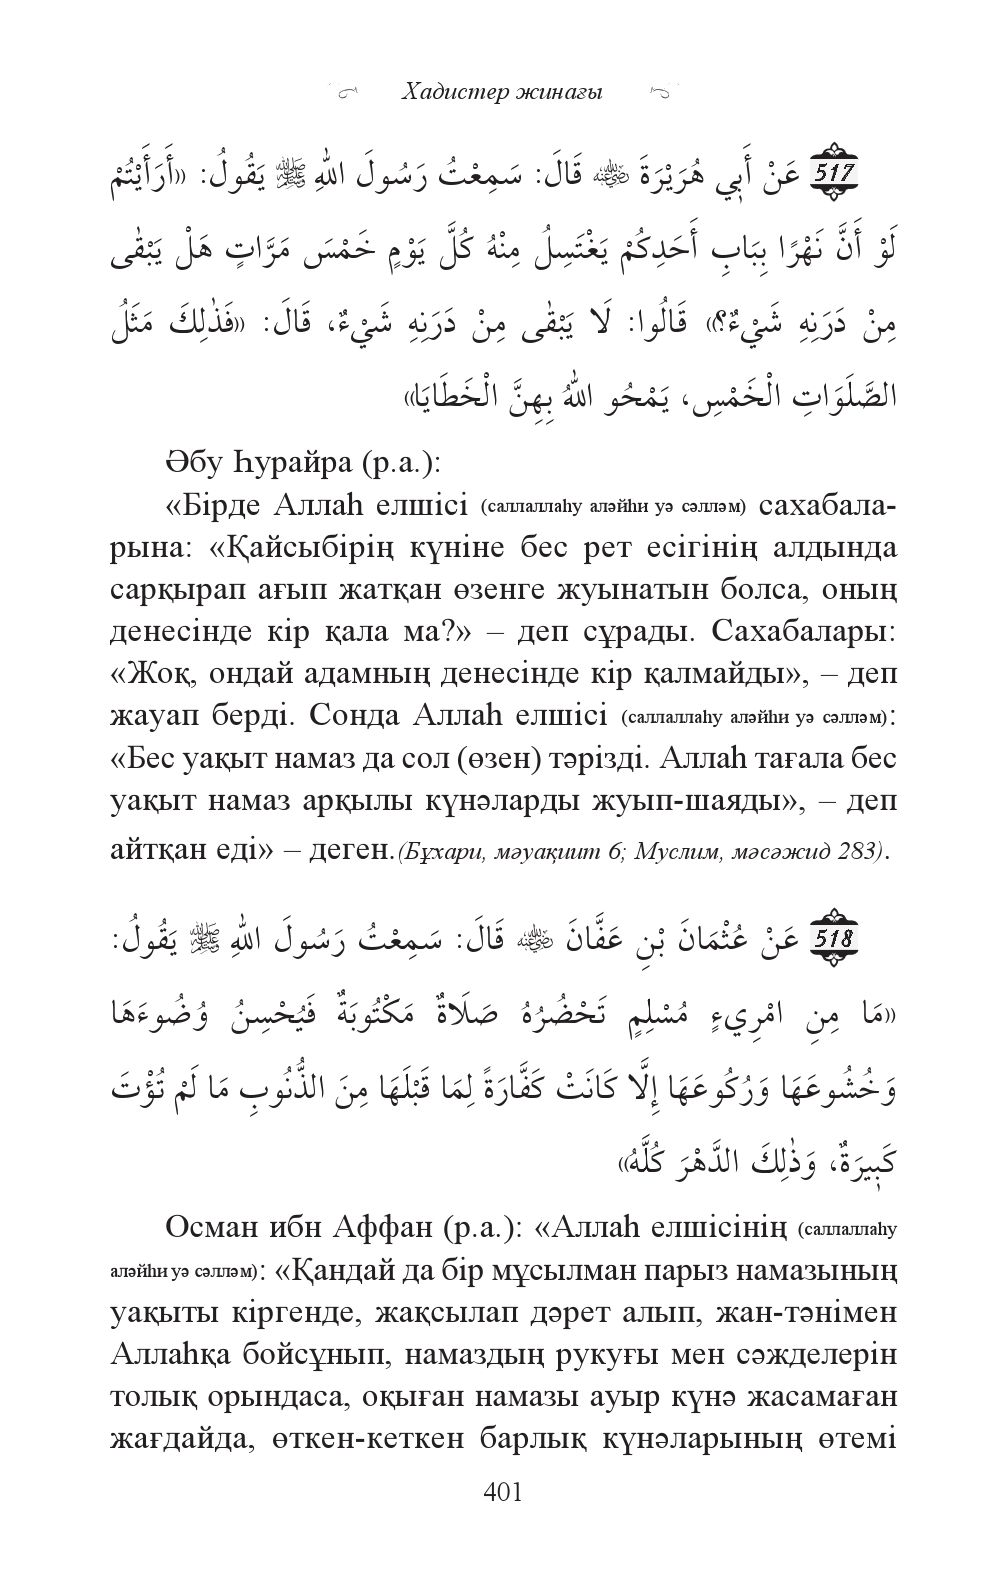 Хадистер жинағы
517 عَنْ أَبِي هُرَيْرَةَ رضي الله عنه قَالَ: سَمِعْتُ رَسُولَ اللهِ ﷺ يَقُولُ: «أَرَأَيْتُمْ
لَوْ أَنَّ نَهْرًا بِبَابِ أَحَدِكُمْ يَغْتَسِلُ مِنْهُ كُلَّ يَوْمٍ خَمْسَ مَرَّاتٍ هَلْ يَبْقٰى
مِنْ دَرَنِهِ شَيْءٌ؟» قَالُوا: لَا يَبْقٰى مِنْ دَرَنِهِ شَيْءٌ، قَالَ: «فَذٰلِكَ مَثَلُ
الصَّلَوَاتِ الْخَمْسِ، يَمْحُو اللهُ بِهِنَّ الْخَطَايَا»
Әбу Һурайра (р.а.):
«Бірде Аллаһ елшісі (саллаллаһу аләйһи уә сәлләм) сахабала-
рына: «Қайсыбірің күніне бес рет есігінің алдында
сарқырап ағып жатқан өзенге жуынатын болса, оның
денесінде кір қала ма?» – деп сұрады. Сахабалары:
«Жоқ, ондай адамның денесінде кір қалмайды», – деп
жауап берді. Сонда Аллаһ елшісі (саллаллаһу аләйһи уә сәлләм):
«Бес уақыт намаз да сол (өзен) тәрізді. Аллаһ тағала бес
уақыт намаз арқылы күнәларды жуып-шаяды», – деп
айтқан еді» – деген.(Бұхари, мәуақиит 6; Муслим, мәсәжид 283).
518 عَنْ عُثْمَانَ بْنِ عَفَّانَ رضي الله عنه قَالَ: سَمِعْتُ رَسُولَ اللهِ ﷺ يَقُولُ:
«مَا مِنِ امْرِيءٍ مُسْلِمٍ تَحْضُرُهُ صَلَاةٌ مَكْتُوبَةٌ فَيُحْسِنُ وُضُوءَهَا
وَخُشُوعَهَا وَرُكُوعَهَا إِلَّا كَانَتْ كَفَّارَةً لِمَا قَبْلَهَا مِنَ الذُّنُوبِ مَا لَمْ تُؤْتَ
كَبِيرَةٌ، وَذٰلِكَ الدَّهْرَ كُلَّهُ»
Осман ибн Аффан (р.а.): «Аллаһ елшісінің (саллаллаһу
аләйһи уә сәлләм): «Қандай да бір мұсылман парыз намазының
уақыты кіргенде, жақсылап дәрет алып, жан-тәнімен
Аллаһқа бойсұнып, намаздың рукуғы мен сәжделерін
толық орындаса, оқыған намазы ауыр күнә жасамаған
жағдайда, өткен-кеткен барлық күнәларының өтемі
401